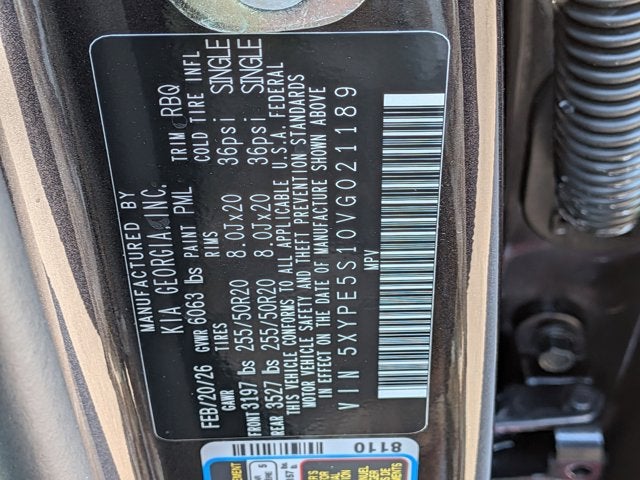 MANUFACTURED BY
KIA GEORGIA INC.
FEB/20/26 GVWR 6063 lbs PAINT PML TRIM RBQ
GAWR TIRES RIMS COLD TIRE INFL
FROM 3197 lbs 255/50R20 8.0Jx20 36psi SINGLE
REAR 3527 lbs 255/50R20 8.0Jx20 36psi SINGLE
THIS VEHICLE CONFORMS TO ALL APPLICABLE U.S.A. FEDERAL
MOTOR VEHICLE SAFETY AND THEFT PREVENTION STANDARDS
IN EFFECT ON THE DATE OF MANUFACTURE SHOWN ABOVE
VIN 5XYPE5S10VG021189
MPV
8110